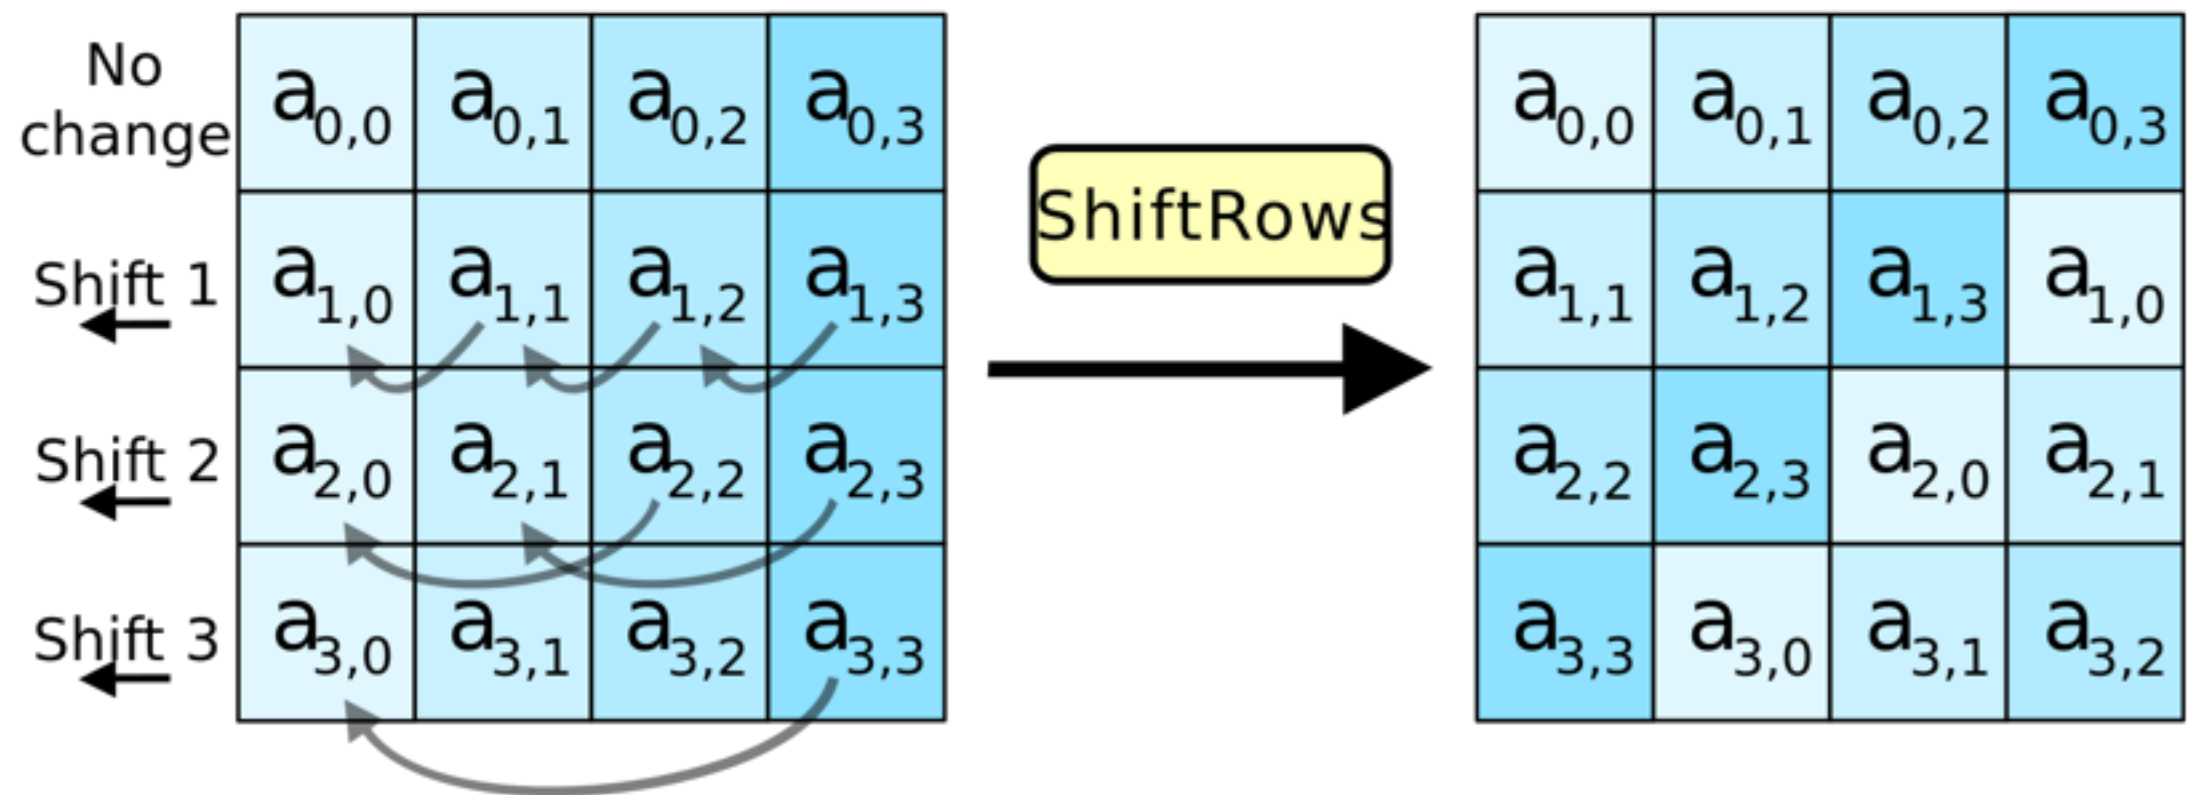 No
change
a0,0 a0,1 a0,2 a0,3
Shift 1
a1,0 a1,1 a1,2 a1,3
Shift 2
a2,0 a2,1 a2,2 a2,3
Shift 3
a3,0 a3,1 a3,2 a3,3
ShiftRows
a0,0 a0,1 a0,2 a0,3
a1,1 a1,2 a1,3 a1,0
a2,2 a2,3 a2,0 a2,1
a3,3 a3,0 a3,1 a3,2